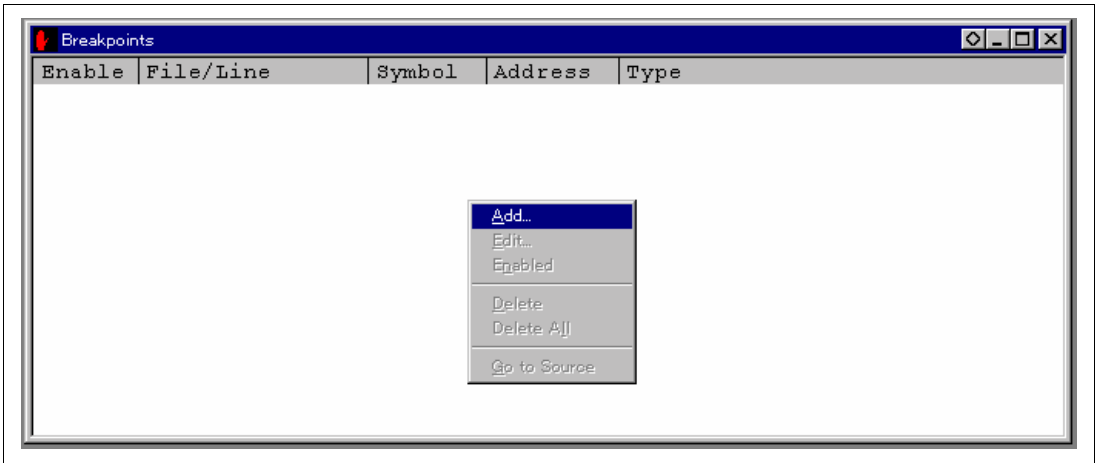 Breakpoints
Enable File/Line Symbol Address Type
Add...
Edit...
Enabled
Delete
Delete All
Go to Source